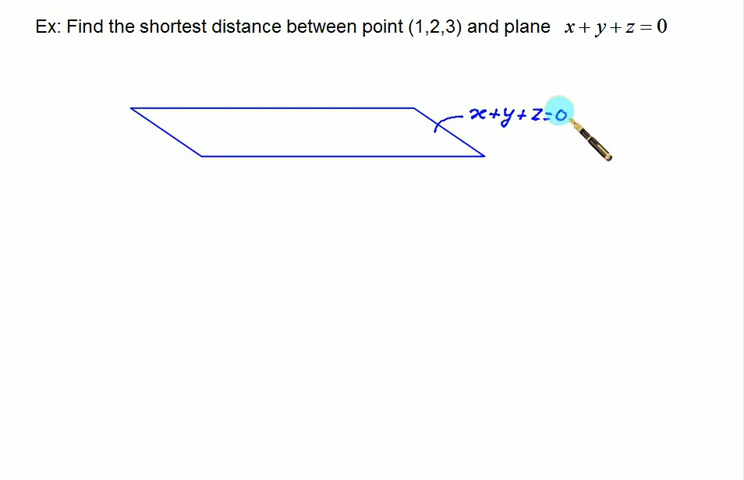 Ex: Find the shortest distance between point (1,2,3) and plane x + y + z = 0
x+y+z=0